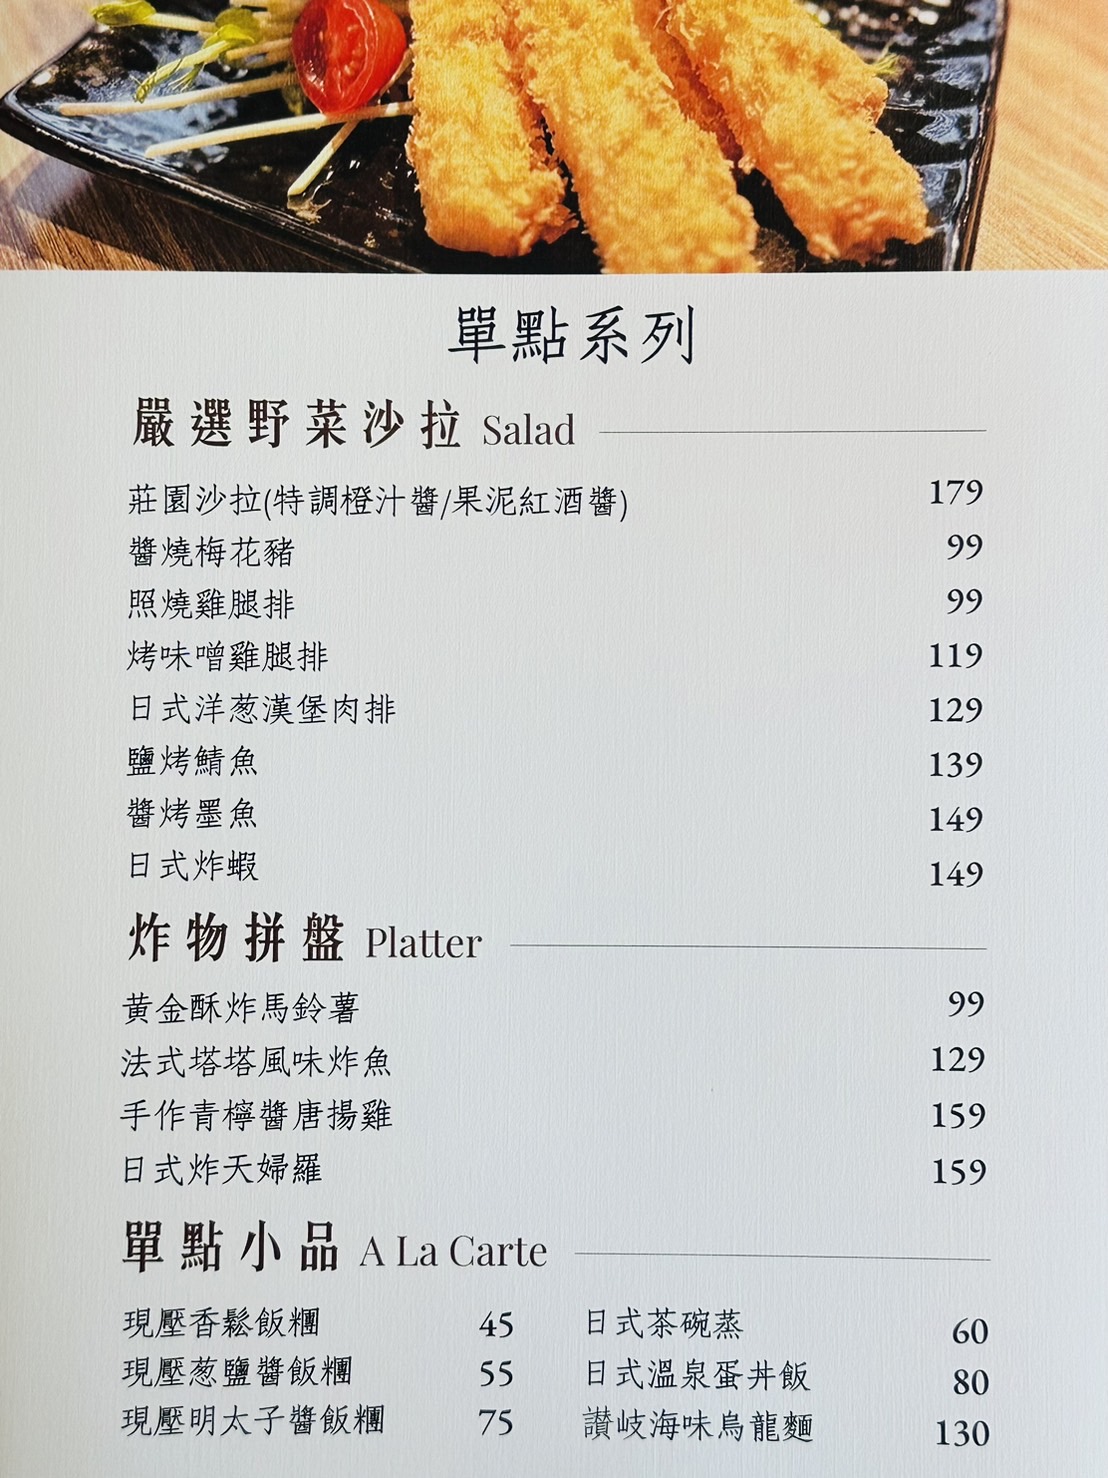 單點系列
嚴選野菜沙拉 Salad
莊園沙拉(特調橙汁醬/果泥紅酒醬) 179
醬燒梅花豬 99
照燒雞腿排 99
烤味噌雞腿排 119
日式洋葱漢堡肉排 129
鹽烤鯖魚 139
醬烤墨魚 149
日式炸蝦 149
炸物拼盤 Platter
黃金酥炸馬鈴薯 99
法式塔塔風味炸魚 129
手作青檸醬唐揚雞 159
日式炸天婦羅 159
單點小品 A La Carte
現壓香鬆飯糰 45 日式茶碗蒸 60
現壓葱鹽醬飯糰 55 日式溫泉蛋丼飯 80
現壓明太子醬飯糰 75 讃岐海味烏龍麵 130